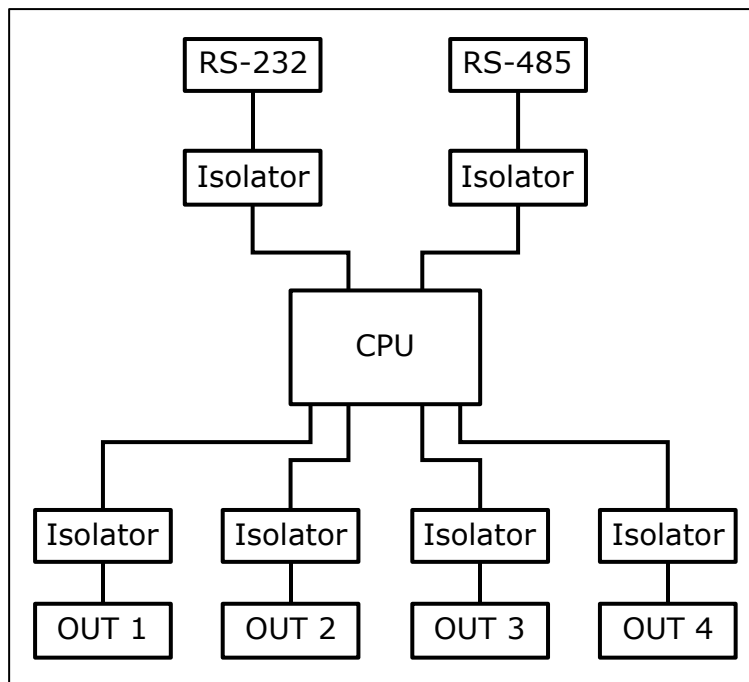 RS-232
RS-485
Isolator
Isolator
CPU
Isolator
Isolator
Isolator
Isolator
OUT 1
OUT 2
OUT 3
OUT 4